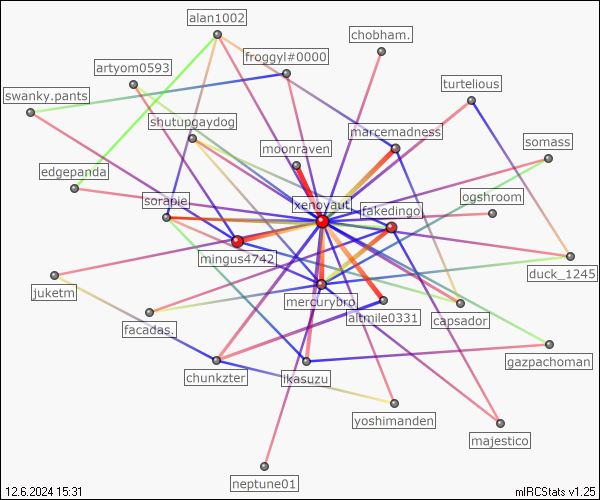 alan1002
chobham.
froggyl#0000
artyom0593
turtelious
swanky.pants
shutupgaydog
marcemadness
somass
moonraven
edgepanda
ogshroom
sorapie
xenoyaut
fakedingo
mingus4742
duck_1245
juketm
mercurybro
altmile0331
capsador
facadas.
gazpachoman
chunkzter
ikasuzu
yoshimanden
majestico
neptune01
12.6.2024 15:31
mIRCStats v1.25